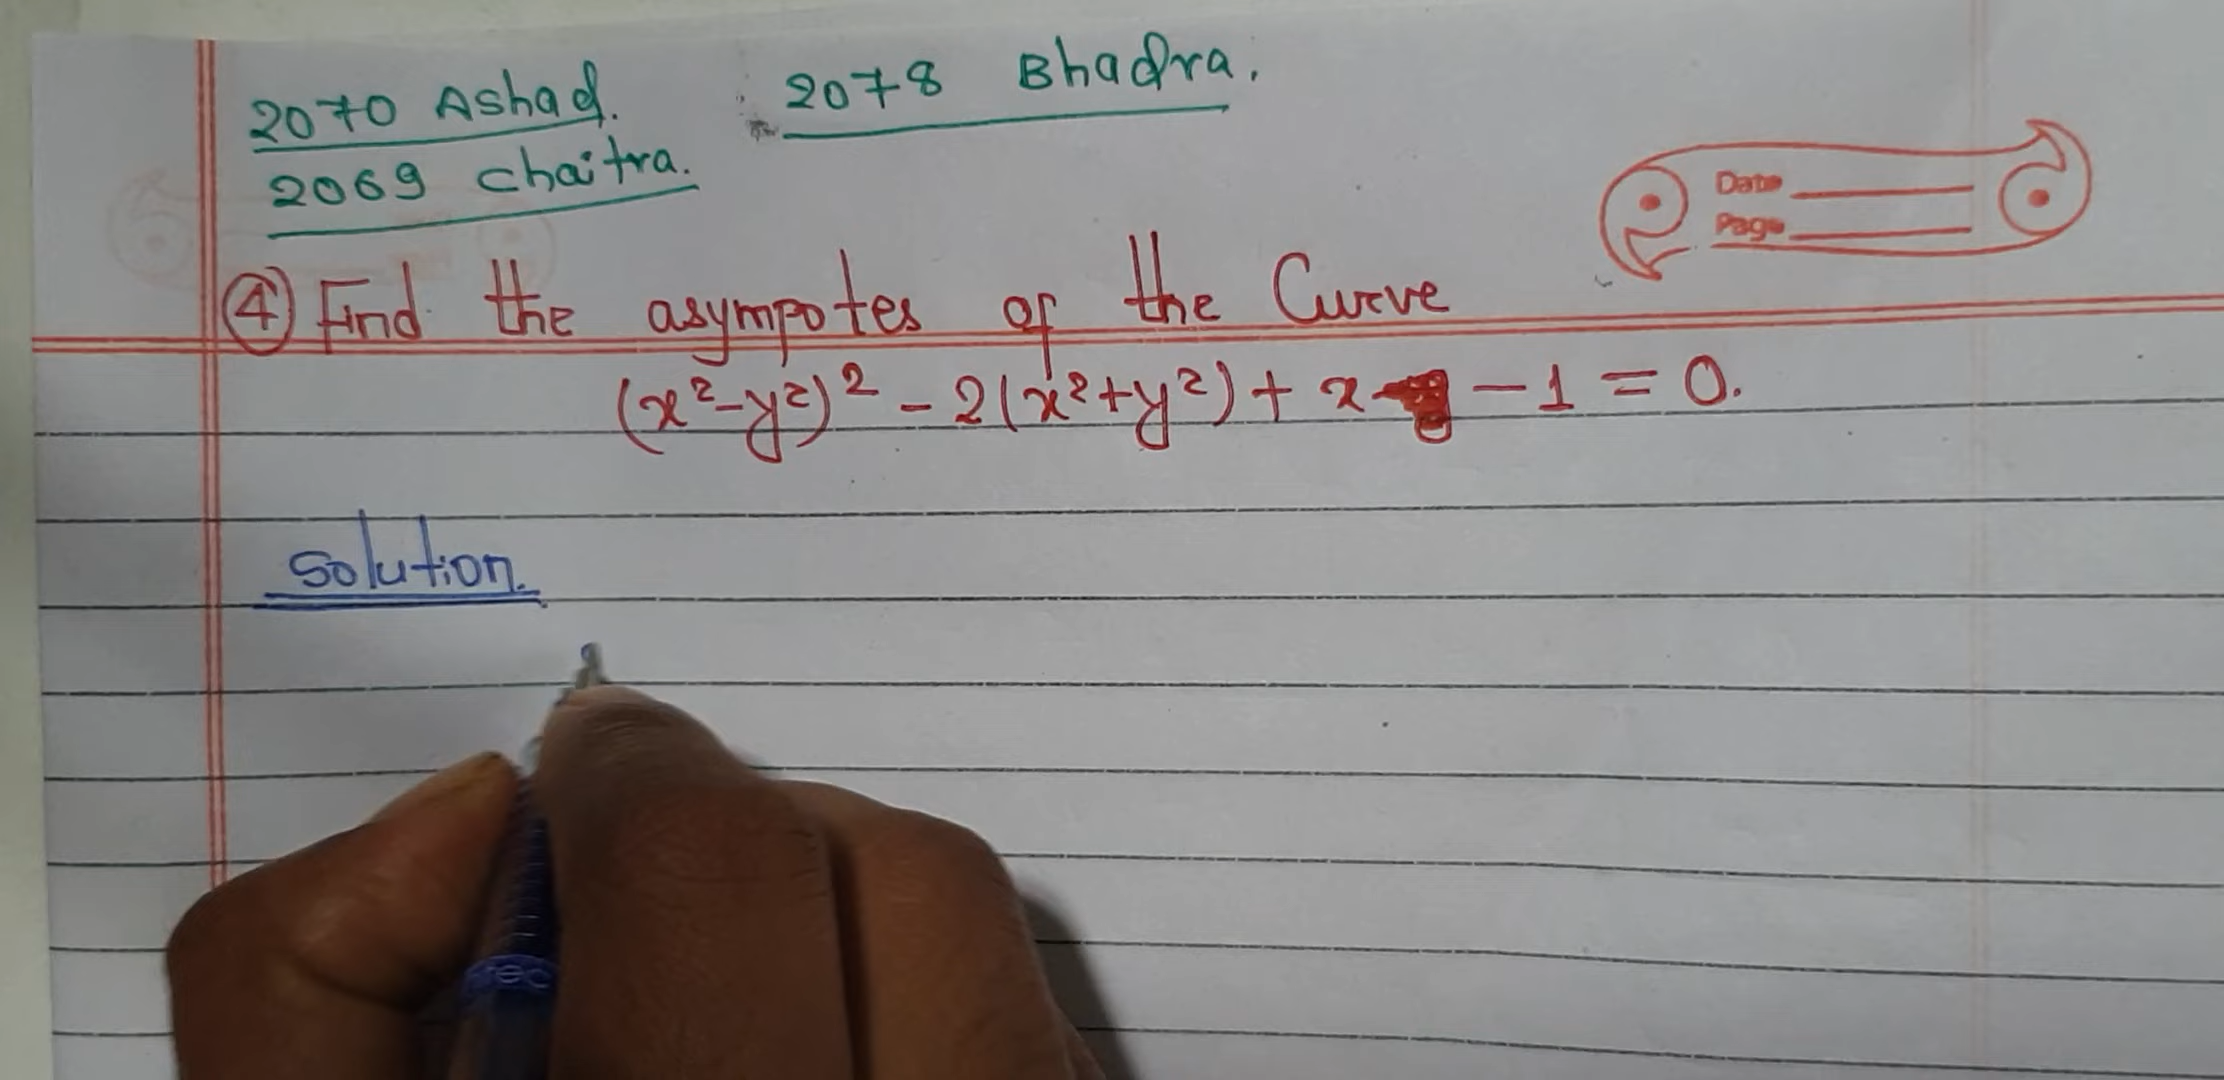 2070 Ashad. 2078 Bhadra.
2069 chaitra.
Date
Page
④ Find the asympotes of the Curve
(x²-y²)² - 2(x²+y²) + x - 1 = 0.
Solution.